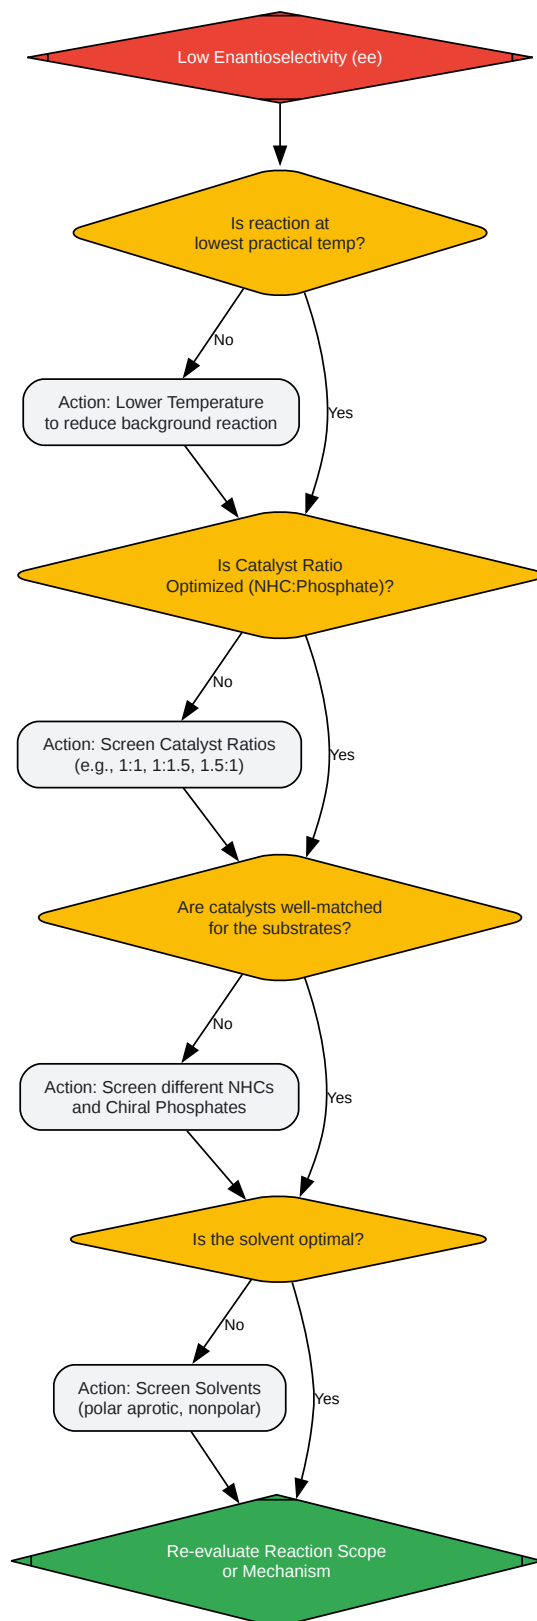 Low Enantioselectivity (ee)
Is reaction at
lowest practical temp?
No
Action: Lower Temperature
to reduce background reaction
Yes
Is Catalyst Ratio
Optimized (NHC:Phosphate)?
No
Action: Screen Catalyst Ratios
(e.g., 1:1, 1:1.5, 1.5:1)
Yes
Are catalysts well-matched
for the substrates?
No
Action: Screen different NHCs
and Chiral Phosphates
Yes
Is the solvent optimal?
No
Action: Screen Solvents
(polar aprotic, nonpolar)
Yes
Re-evaluate Reaction Scope
or Mechanism